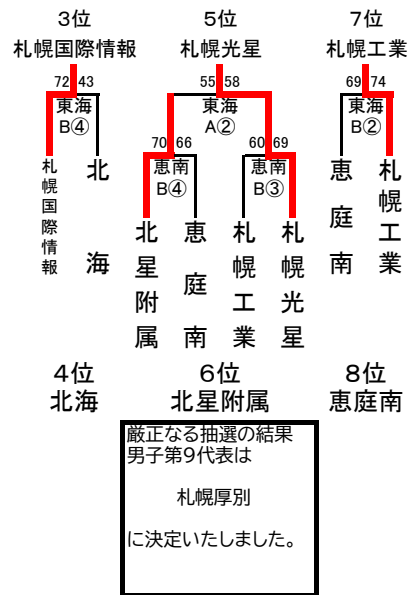 3位 5位 7位
札幌国際情報 札幌光星 札幌工業
72 43 55 58 69 74
東海 東海 東海
B④ A② B②
70 66 60 69
恵南 恵南
B④ B③
札幌国際情報
北海
北星附属
恵庭南
札幌工業
札幌光星
恵庭南
札幌工業
4位 6位 8位
北海 北星附属 恵庭南
厳正なる抽選の結果
男子第9代表は
札幌厚別
に決定いたしました。